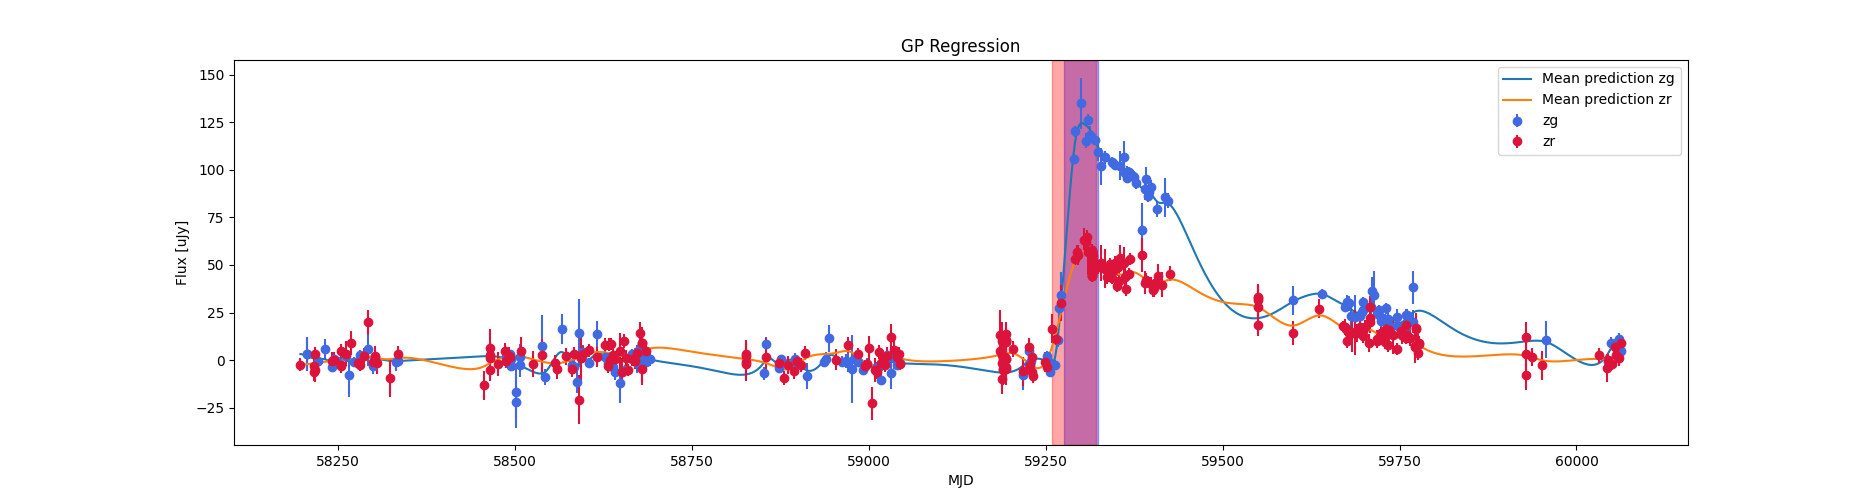 GP Regression
Flux [uJy]
150
125
100
75
50
25
0
−25
58250
58500
58750
59000
59250
59500
59750
60000
MJD
Mean prediction zg
Mean prediction zr
zg
zr